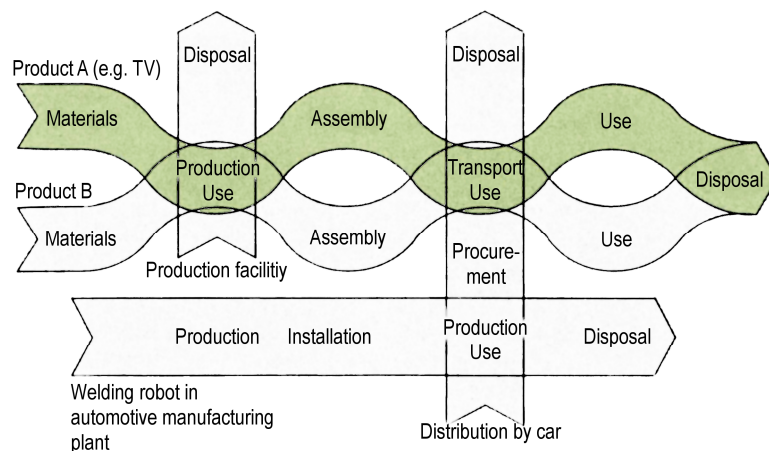 Disposal
Disposal
Product A (e.g. TV)
Materials
Assembly
Use
Production
Use
Transport
Use
Disposal
Product B
Materials
Assembly
Use
Production facilitiy
Procure-
ment
Production
Installation
Production
Use
Disposal
Welding robot in
automotive manufacturing
plant
Distribution by car